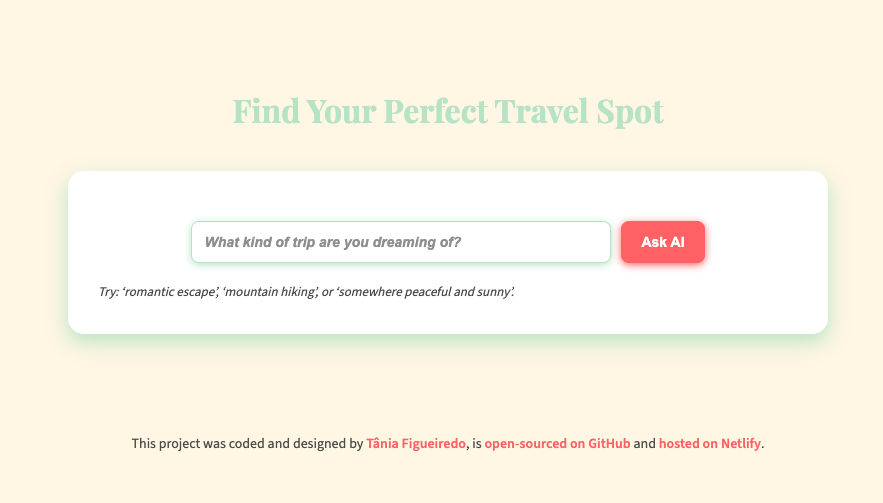 Find Your Perfect Travel Spot
What kind of trip are you dreaming of?
Ask AI
Try: ‘romantic escape’, ‘mountain hiking’, or ‘somewhere peaceful and sunny’.
This project was coded and designed by Tânia Figueiredo, is open-sourced on GitHub and hosted on Netlify.